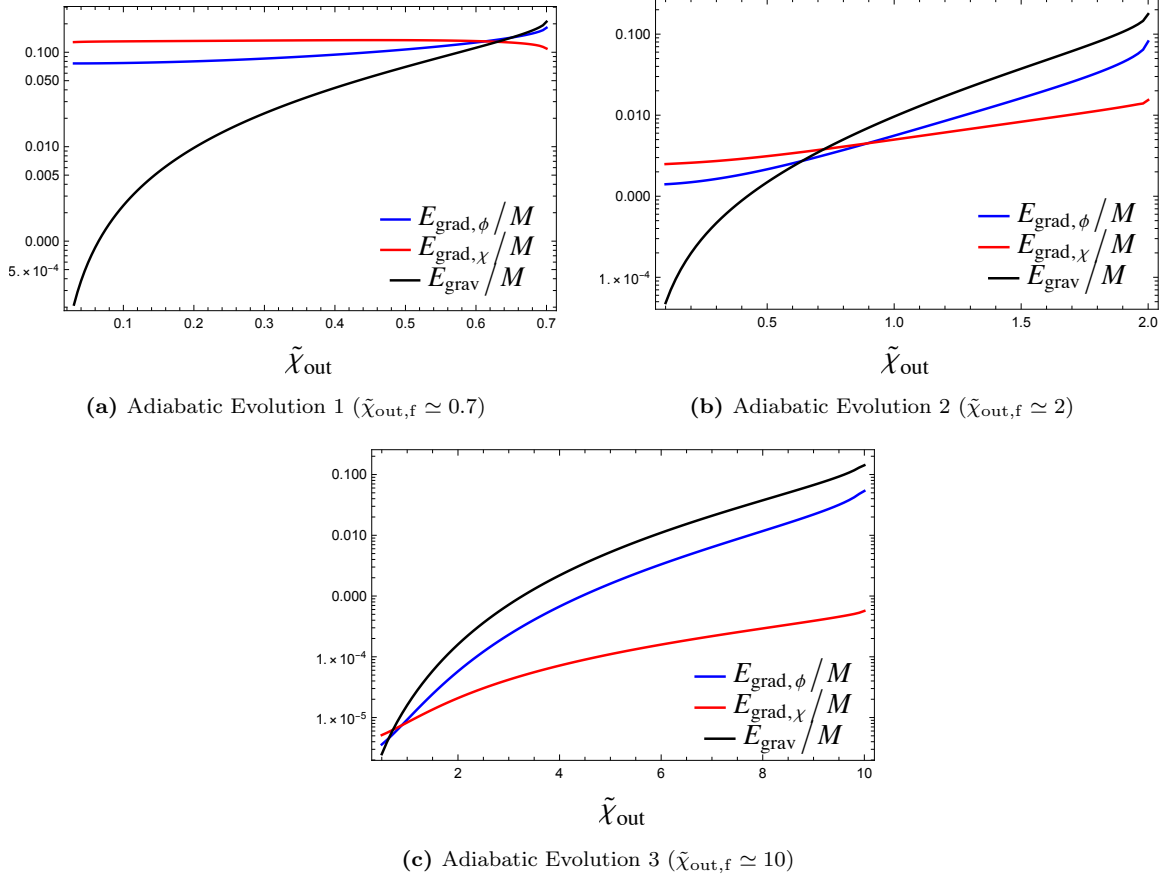 0.100
0.050
0.010
0.005
0.000
5.×10⁻⁴
0.1 0.2 0.3 0.4 0.5 0.6 0.7
E_grad,ϕ/M
E_grad,χ/M
E_grav/M
χ̃_out
(a) Adiabatic Evolution 1 (χ̃_out,f ≃ 0.7)
0.100
0.010
0.000
1.×10⁻⁴
0.5 1.0 1.5 2.0
E_grad,ϕ/M
E_grad,χ/M
E_grav/M
χ̃_out
(b) Adiabatic Evolution 2 (χ̃_out,f ≃ 2)
0.100
0.010
0.000
1.×10⁻⁴
1.×10⁻⁵
2 4 6 8 10
E_grad,ϕ/M
E_grad,χ/M
E_grav/M
χ̃_out
(c) Adiabatic Evolution 3 (χ̃_out,f ≃ 10)